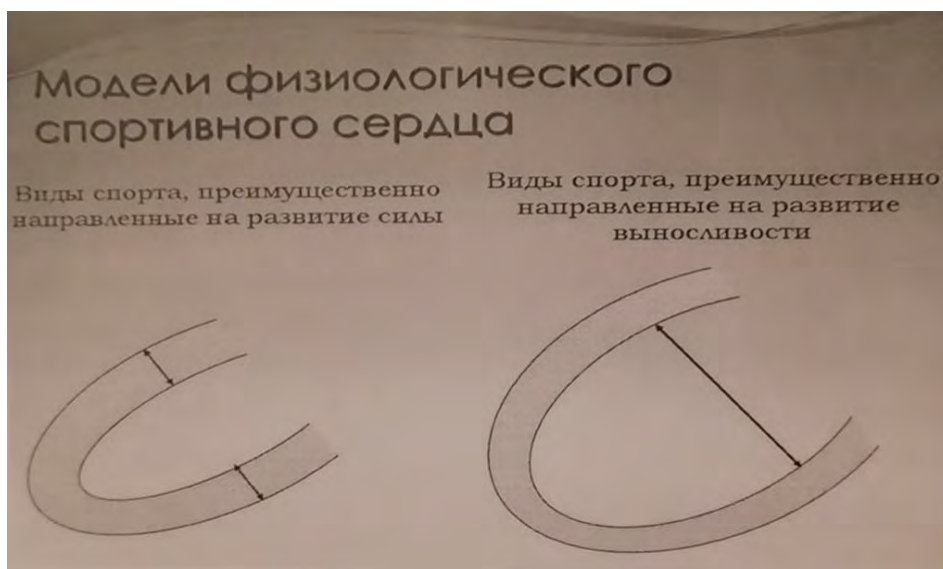 Модели физиологического
спортивного сердца
Виды спорта, преимущественно
направленные на развитие силы
Виды спорта, преимущественно
направленные на развитие
выносливости